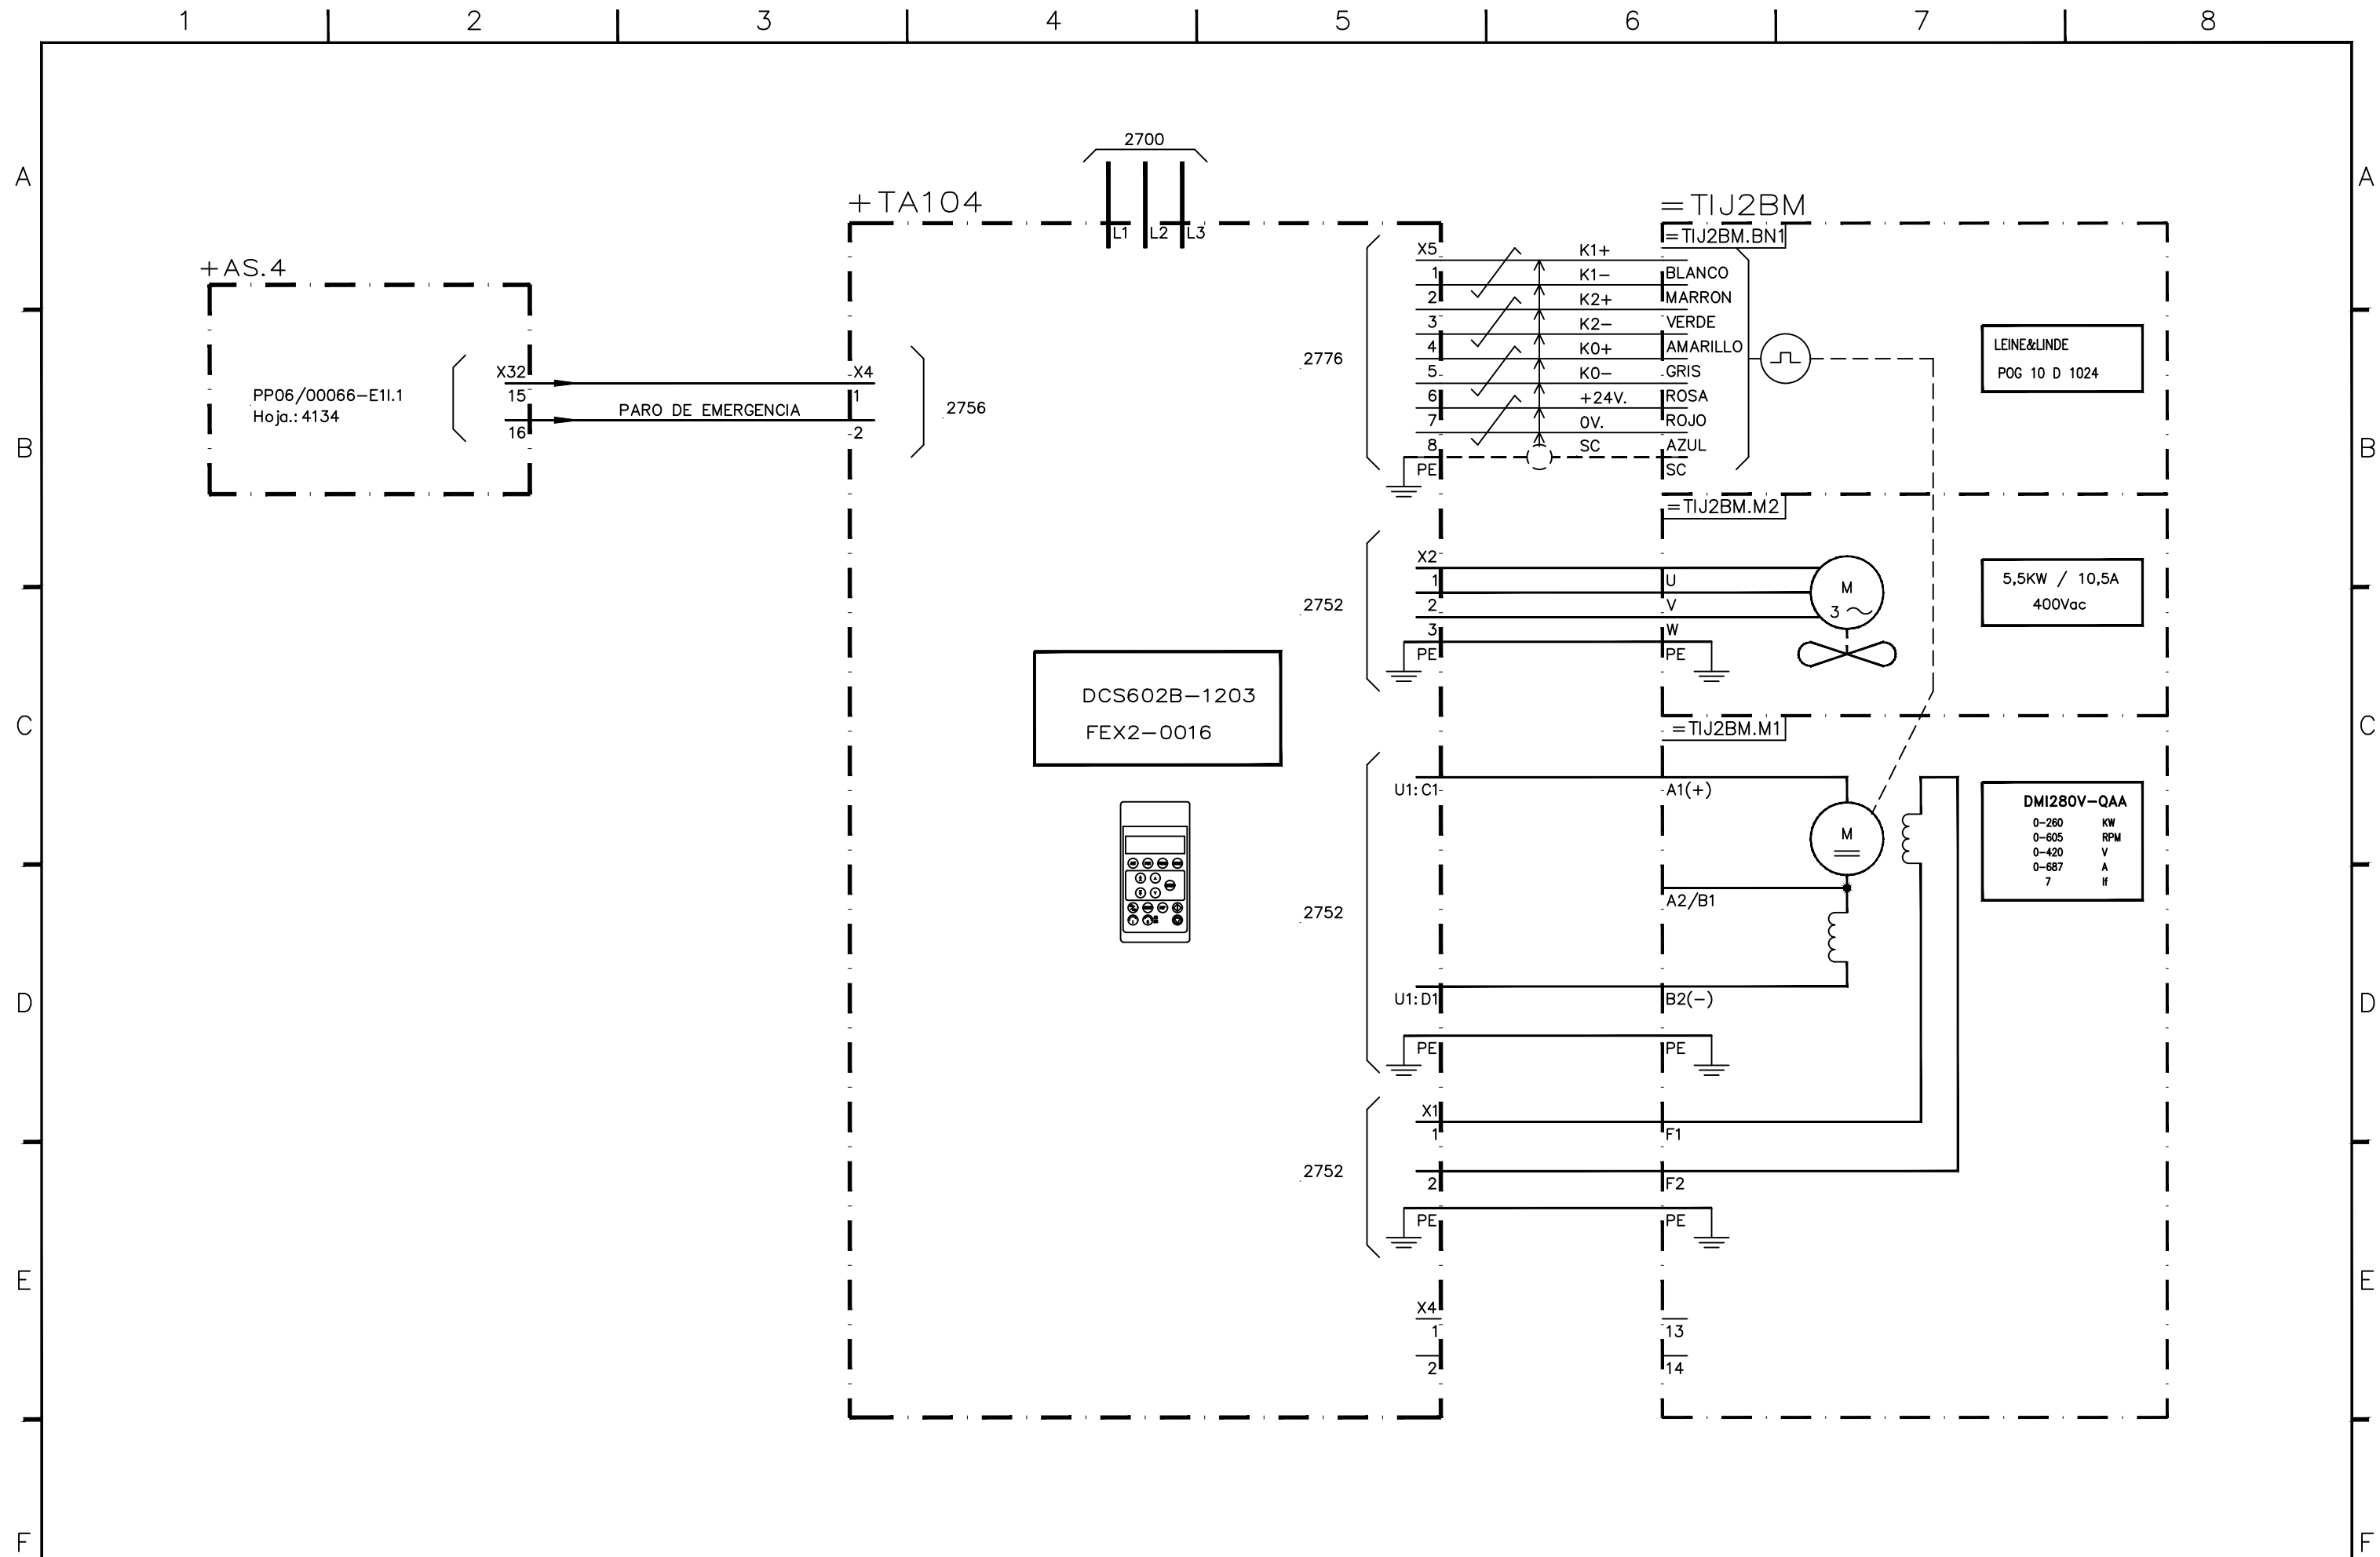 1 2 3 4 5 6 7 8
2700
A A
+TA104
=TIJ2BM
L1 L2 L3
=TIJ2BM.BN1
X5 K1+
+AS.4
1 K1- BLANCO
2 K2+ MARRON
3 K2- VERDE
4 K0+ AMARILLO
2776
LEINE&LINDE
POG 10 D 1024
X32 X4
5 K0- GRIS
PP06/00066-E1I.1
15 1
6 +24V. ROSA
Hoja.: 4134
PARO DE EMERGENCIA
2756
7 0V. ROJO
16 2
8 SC AZUL
B B
PE SC
=TIJ2BM.M2
X2
1 U
M
3
5,5KW / 10,5A
400Vac
2752
2 V
3 W
PE PE
DCS602B-1203
FEX2-0016
C C
=TIJ2BM.M1
U1:C1 A1(+)
DMI280V-QAA
0-260 KW
0-605 RPM
0-420 V
0-687 A
7 If
M
A2/B1
2752
U1:D1 B2(-)
D D
PE PE
X1
1 F1
2752
2 F2
PE PE
E E
X4
1 13
2 14
F F